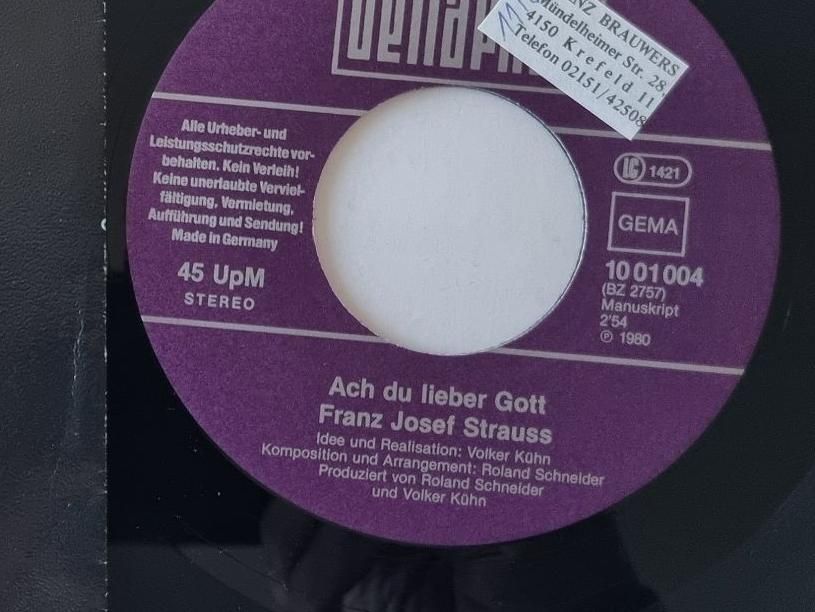 BRAUWERS
Mündelheimer Str. 28
4150 Krefeld 11
Telefon 02151/42508
Alle Urheber- und
Leistungsschutzrechte vor-
behalten. Kein Verleih!
Keine unerlaubte Verviel-
fältigung, Vermietung,
Aufführung und Sendung!
Made in Germany
45 UpM
STEREO
LC 1421
GEMA
10 01 004
(BZ 2757)
Manuskript
2'54
Ⓟ 1980
Ach du lieber Gott
Franz Josef Strauss
Idee und Realisation: Volker Kühn
Komposition und Arrangement: Roland Schneider
Produziert von Roland Schneider
und Volker Kühn